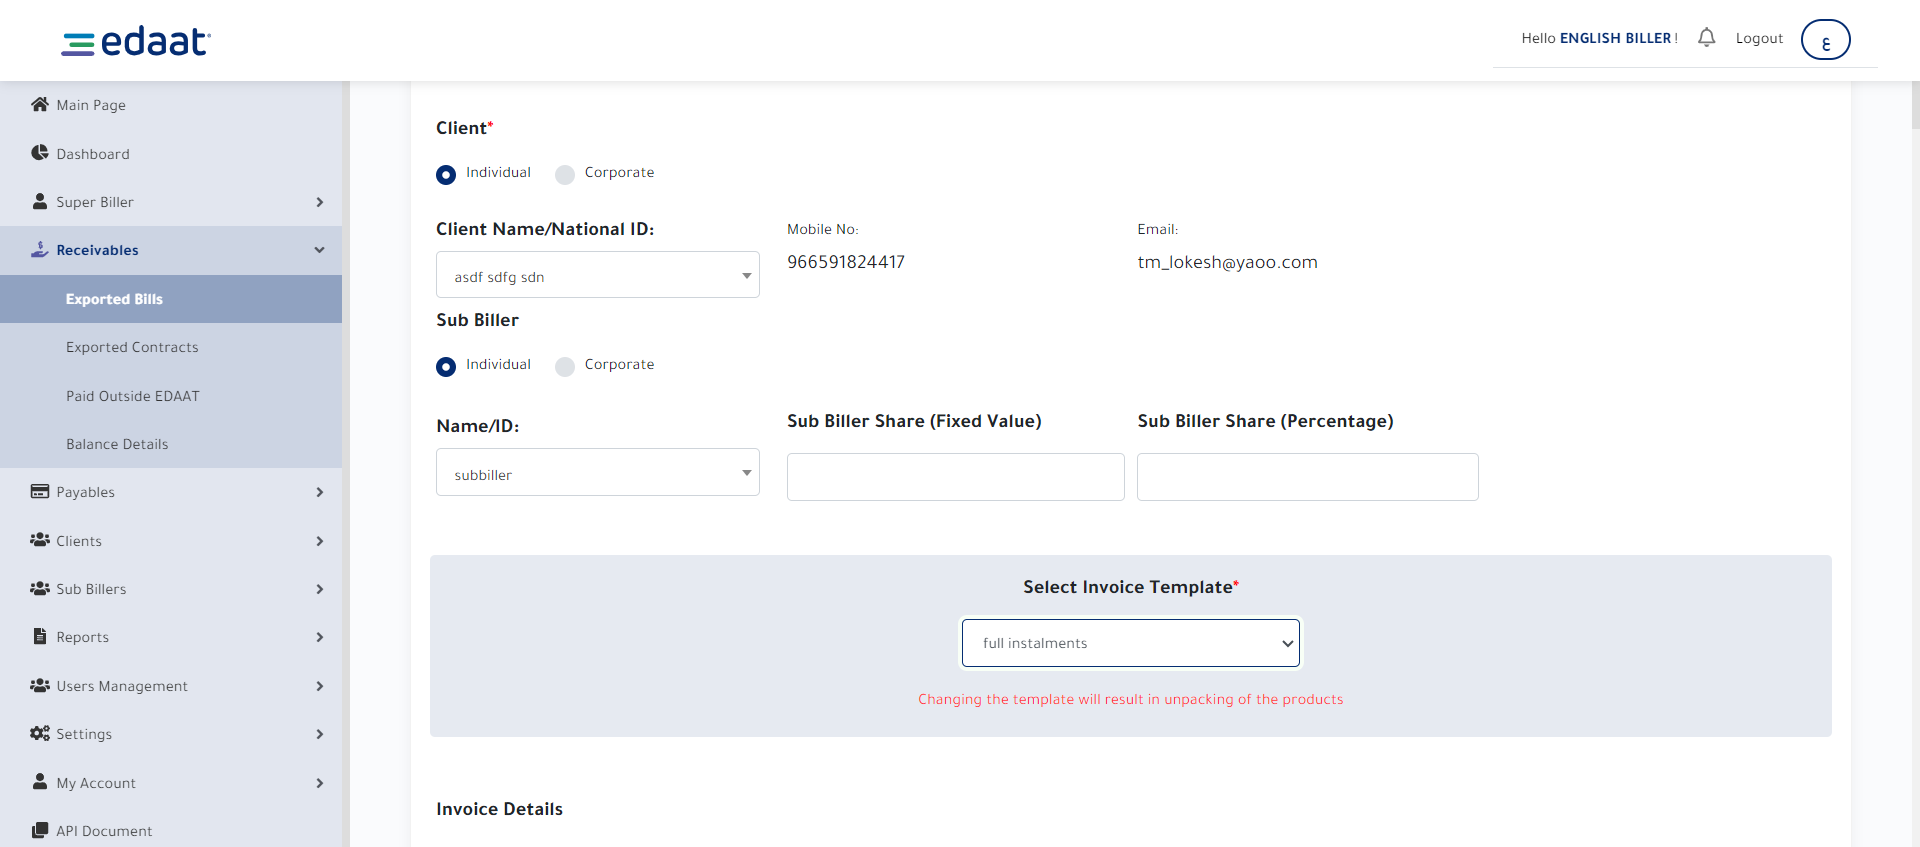 edaat
Hello ENGLISH BILLER !
Logout
ع
Main Page
Dashboard
Super Biller
Receivables
Exported Bills
Exported Contracts
Paid Outside EDAAT
Balance Details
Payables
Clients
Sub Billers
Reports
Users Management
Settings
My Account
API Document
Client*
Individual
Corporate
Client Name/National ID:
Mobile No:
Email:
asdf sdfg sdn
966591824417
tm_lokesh@yaoo.com
Sub Biller
Individual
Corporate
Name/ID:
Sub Biller Share (Fixed Value)
Sub Biller Share (Percentage)
subbiller
Select Invoice Template*
full instalments
Changing the template will result in unpacking of the products
Invoice Details